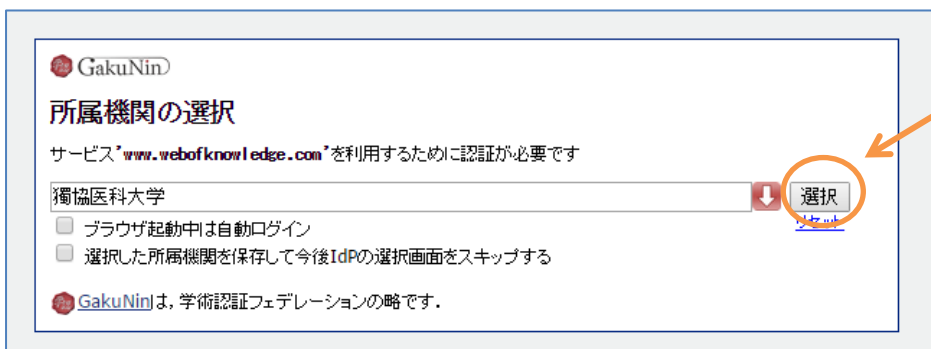 GakuNin
所属機関の選択
サービス'www.webofknowledge.com'を利用するために認証が必要です
獨協医科大学 選択
リセット
ブラウザ起動中は自動ログイン
選択した所属機関を保存して今後IdPの選択画面をスキップする
GakuNinは, 学術認証フェデレーションの略です.